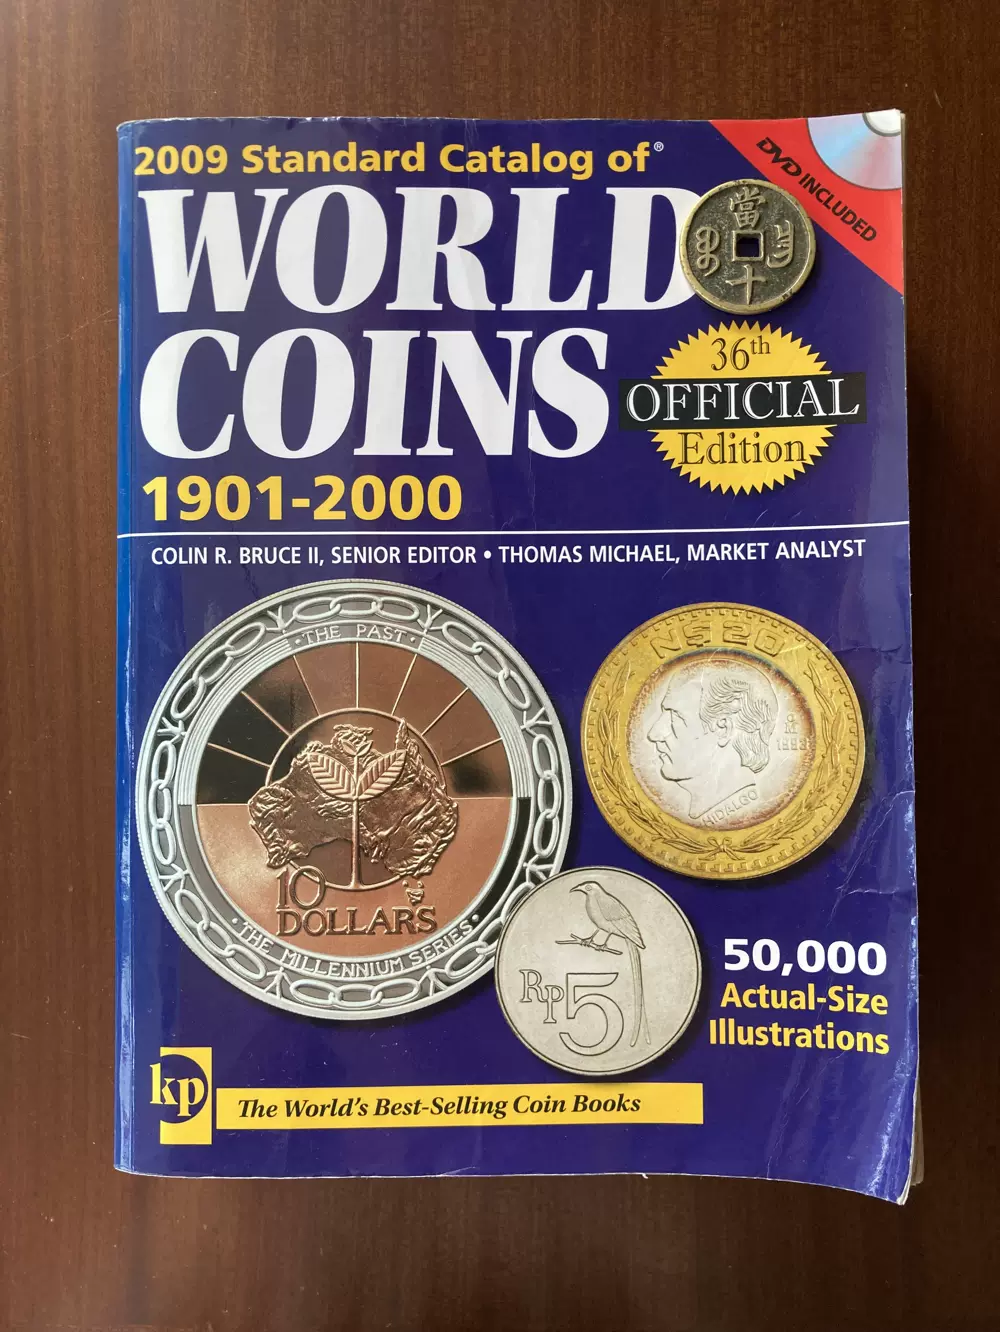 2009 Standard Catalog of®
WORLD
COINS
1901-2000
DVD INCLUDED
當
十
36th
OFFICIAL
Edition
COLIN R. BRUCE II, SENIOR EDITOR • THOMAS MICHAEL, MARKET ANALYST
·THE PAST·
10
DOLLARS
·THE MILLENNIUM SERIES·
N$20
1993
HIDALGO
Rp5
50,000
Actual-Size
Illustrations
kp
The World's Best-Selling Coin Books